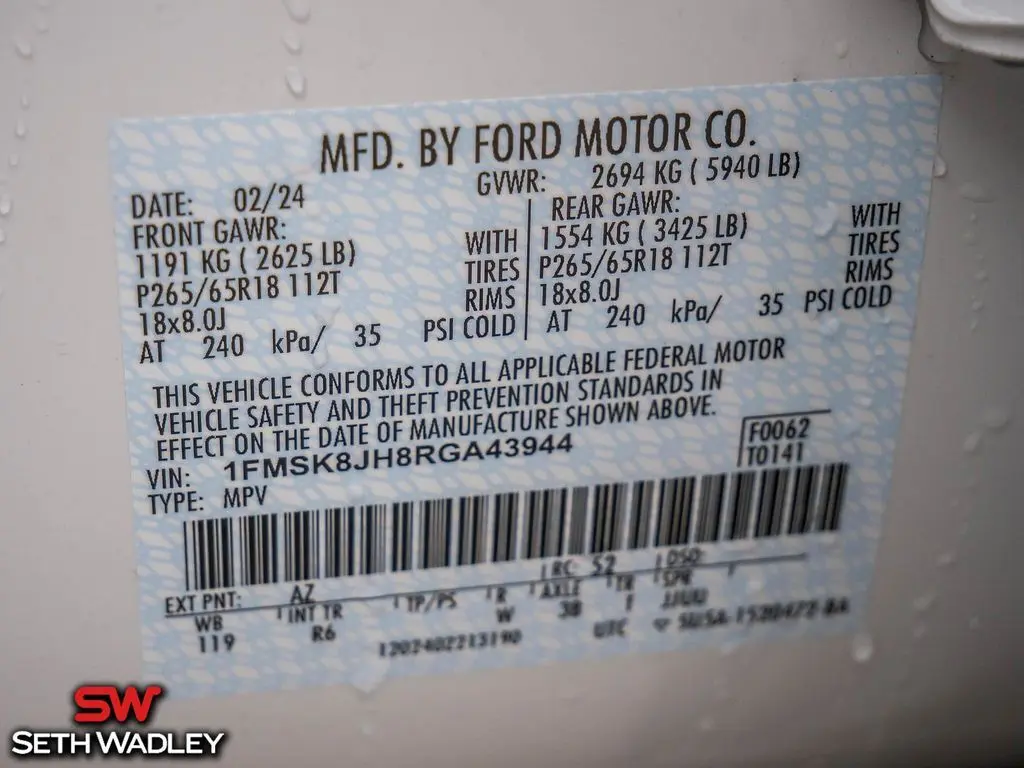 MFD. BY FORD MOTOR CO.
DATE: 02/24 GVWR: 2694 KG ( 5940 LB)
FRONT GAWR: REAR GAWR:
1191 KG ( 2625 LB) WITH 1554 KG ( 3425 LB) WITH
P265/65R18 112T TIRES P265/65R18 112T TIRES
18x8.0J RIMS 18x8.0J RIMS
AT 240 kPa/ 35 PSI COLD AT 240 kPa/ 35 PSI COLD
THIS VEHICLE CONFORMS TO ALL APPLICABLE FEDERAL MOTOR
VEHICLE SAFETY AND THEFT PREVENTION STANDARDS IN
EFFECT ON THE DATE OF MANUFACTURE SHOWN ABOVE.
VIN: 1FMSK8JH8RGA43944 F0062
TYPE: MPV T0141
EXT PNT: AZ RC: 52 DSO:
WB INT TR TP/PS R AXLE TR SPR
119 R6 W 38 JJUU
1202402213190 UTC
SW
SETH WADLEY